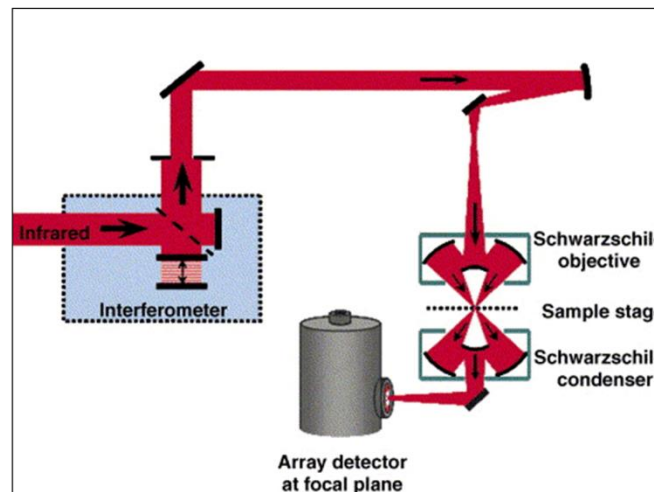 Infrared
Interferometer
Schwarzschil
objective
Sample stag
Schwarzschil
condenser
Array detector
at focal plane